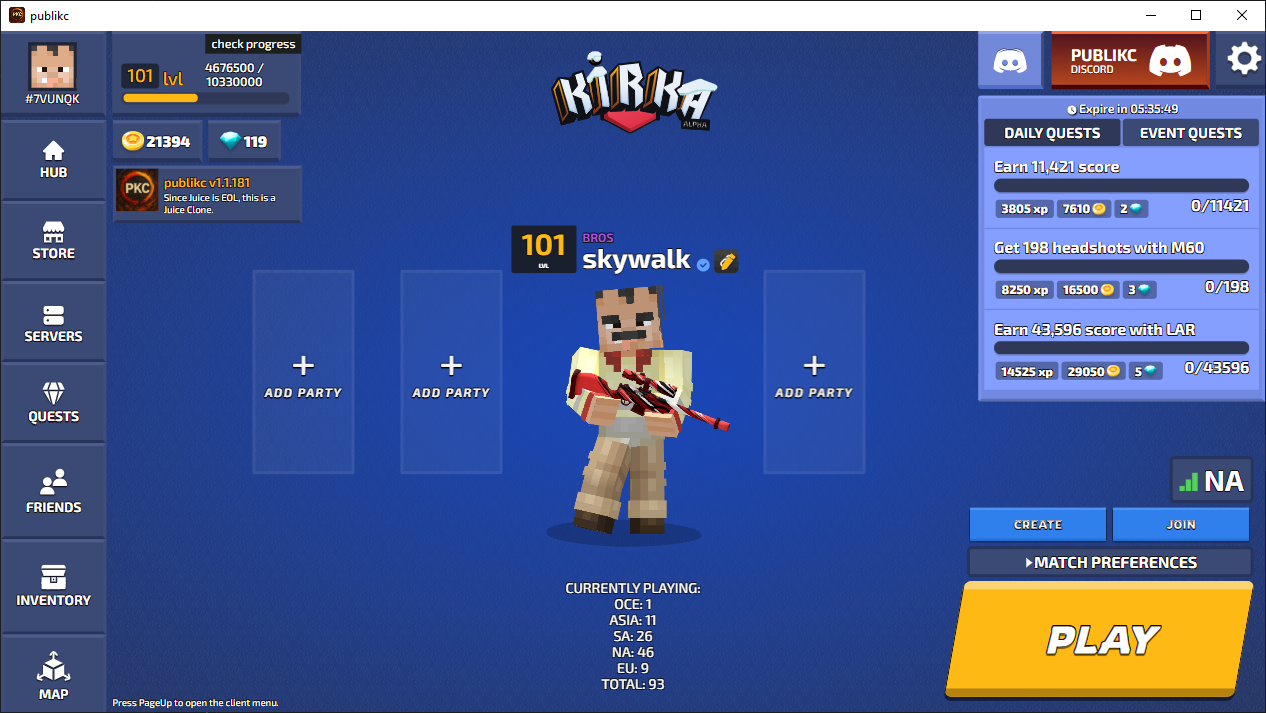 publikc
#7VUNQK
HUB
STORE
SERVERS
QUESTS
FRIENDS
INVENTORY
MAP
check progress
101 lvl
4676500 /
10330000
21394
119
PKC
publikc v1.1.181
Since Juice is EOL, this is a
Juice Clone.
KIRKA
ALPHA
101
LVL
BROS
skywalk
ADD PARTY
ADD PARTY
ADD PARTY
CURRENTLY PLAYING:
OCE: 1
ASIA: 11
SA: 26
NA: 46
EU: 9
TOTAL: 93
Press PageUp to open the client menu.
PUBLIKC
DISCORD
Expire in 05:35:49
DAILY QUESTS EVENT QUESTS
Earn 11,421 score
3805 xp 7610 2 0/11421
Get 198 headshots with M60
8250 xp 16500 3 0/198
Earn 43,596 score with LAR
14525 xp 29050 5 0/43596
NA
CREATE JOIN
MATCH PREFERENCES
PLAY